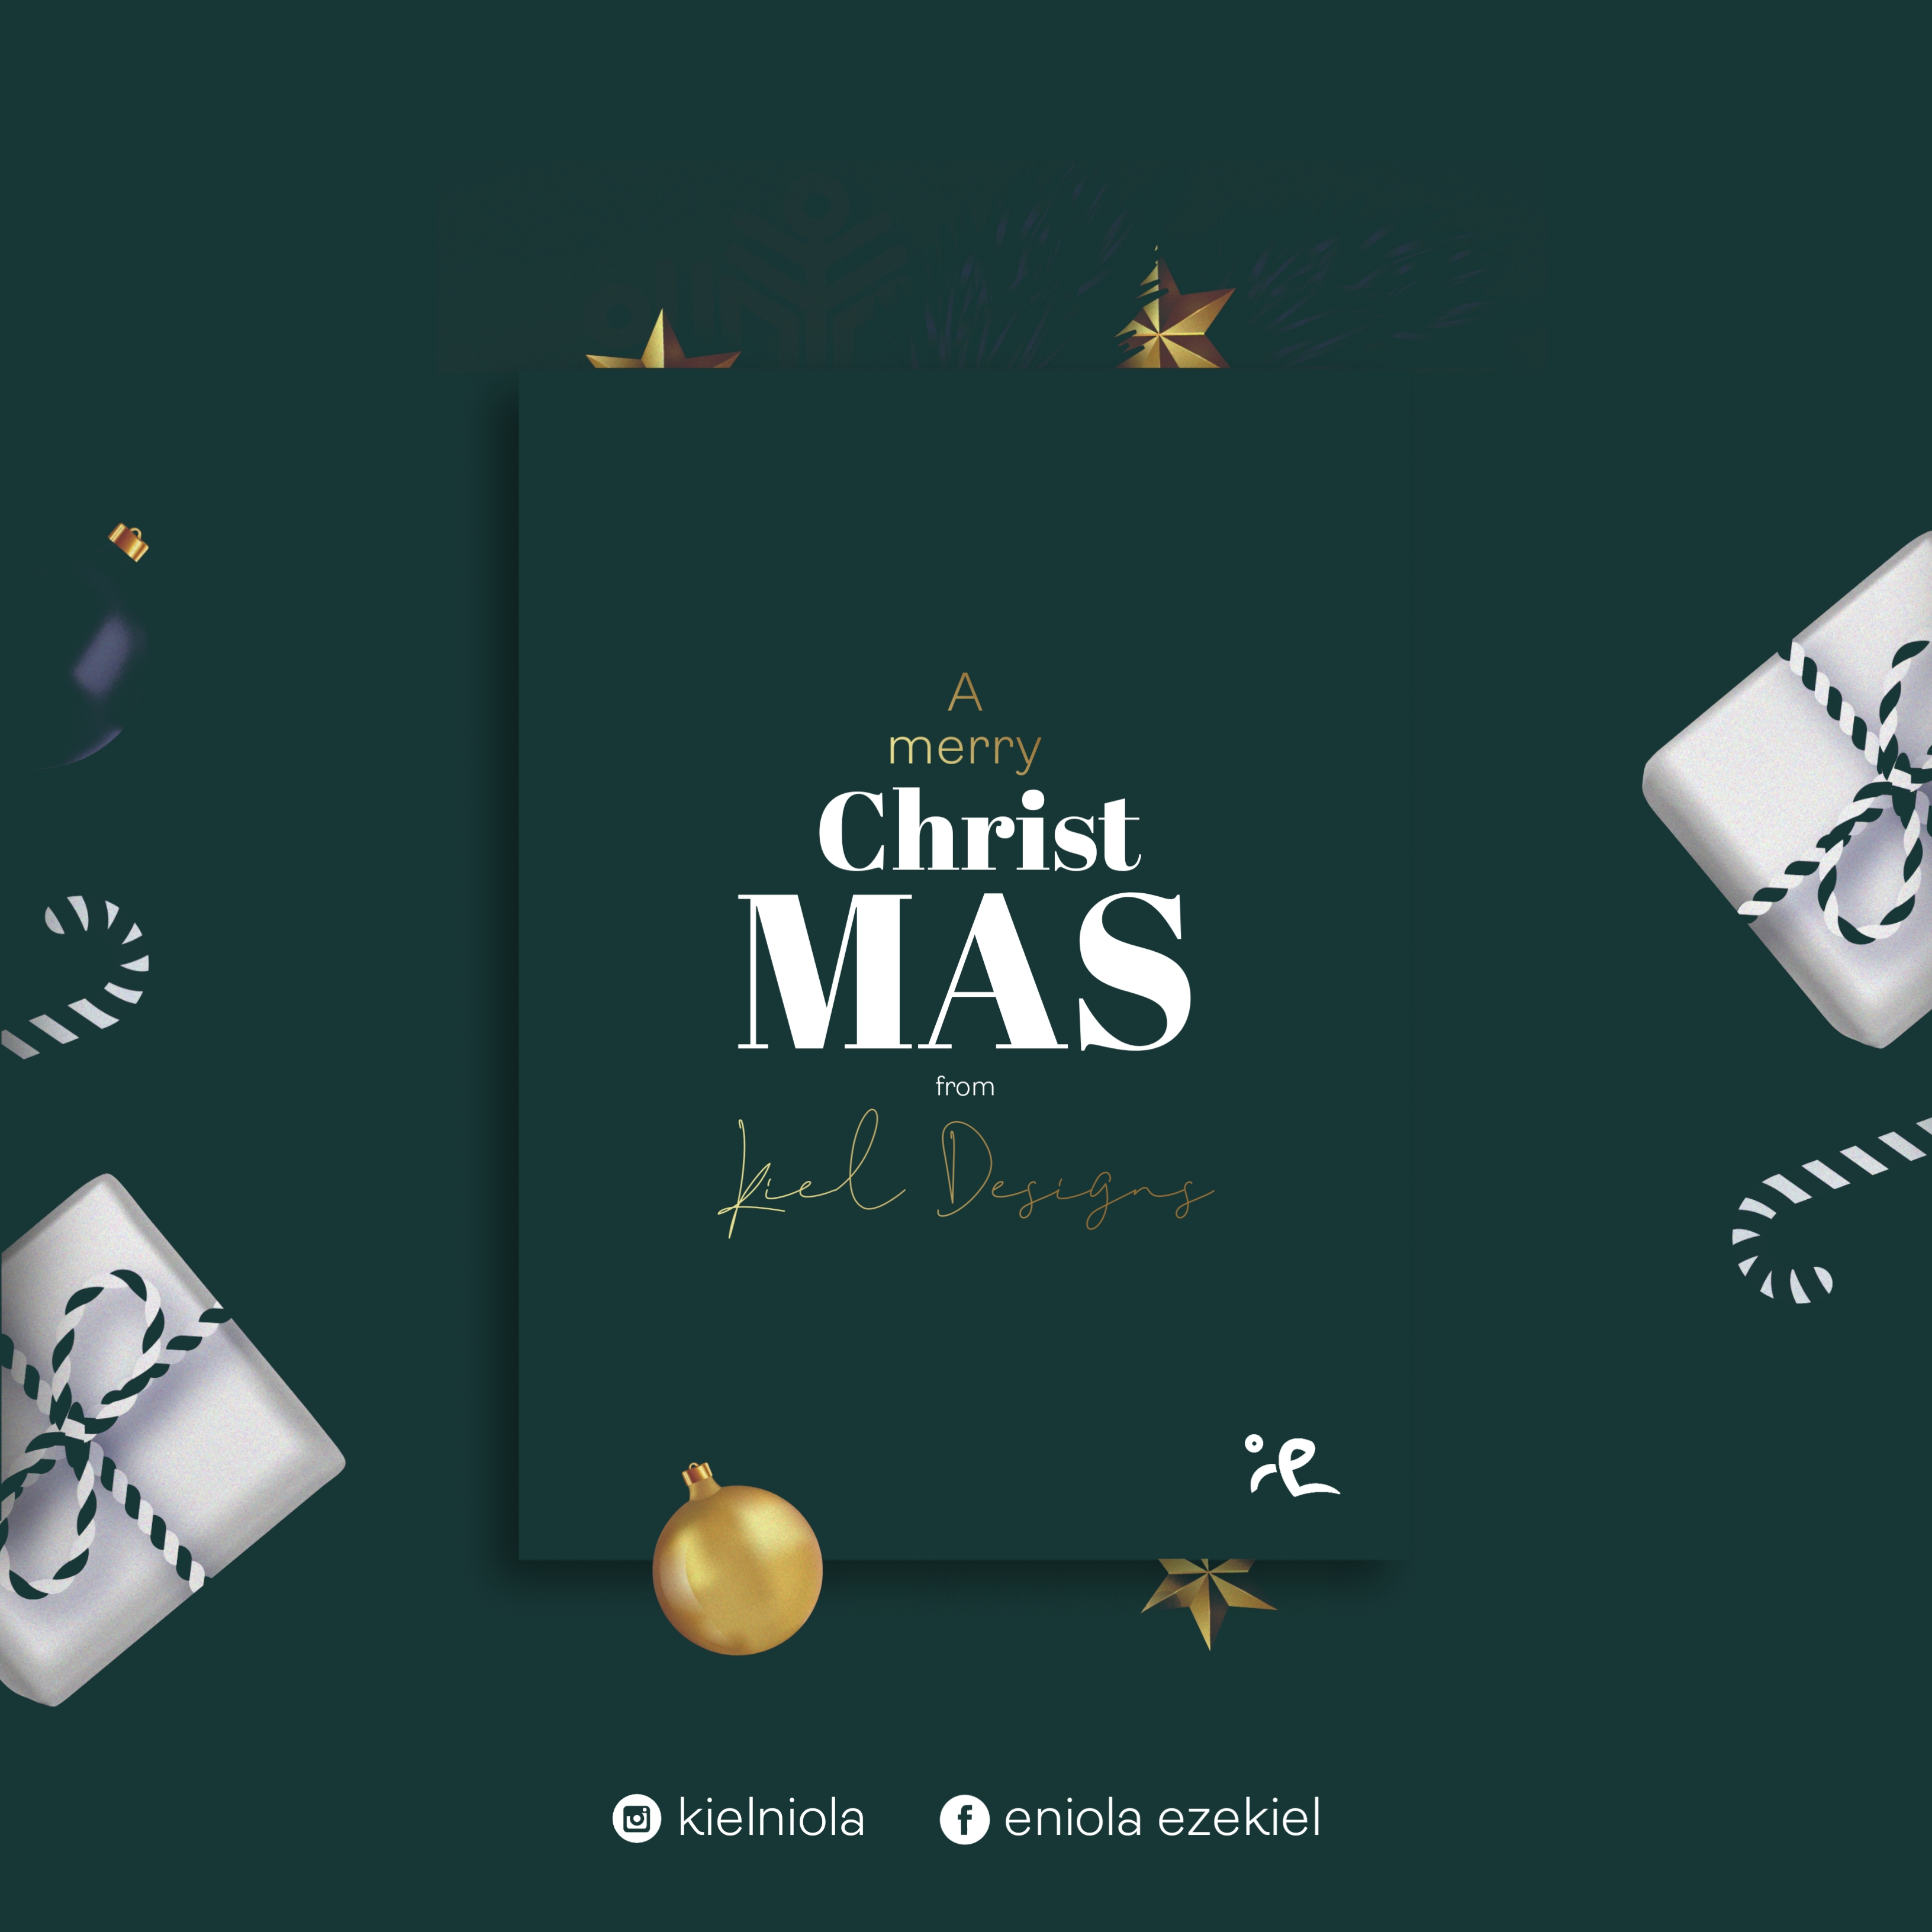 A
merry
Christ
MAS
from
Kiel Designs
kielniola
eniola ezekiel